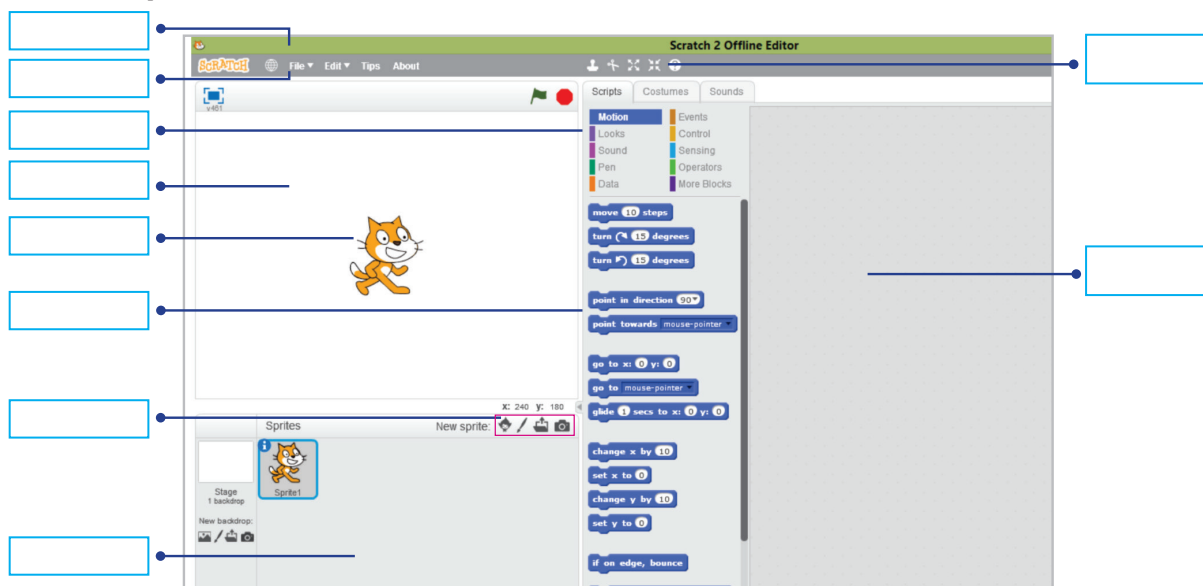 Scratch 2 Offline Editor
SCRATCH File Edit Tips About
v461
Scripts Costumes Sounds
Motion Events
Looks Control
Sound Sensing
Pen Operators
Data More Blocks
move 10 steps
turn 15 degrees
turn 15 degrees
point in direction 90
point towards mouse-pointer
go to x: 0 y: 0
go to mouse-pointer
glide 1 secs to x: 0 y: 0
change x by 10
set x to 0
change y by 10
set y to 0
if on edge, bounce
x: 240 y: 180
Sprites New sprite:
Stage
1 backdrop
New backdrop:
Sprite1